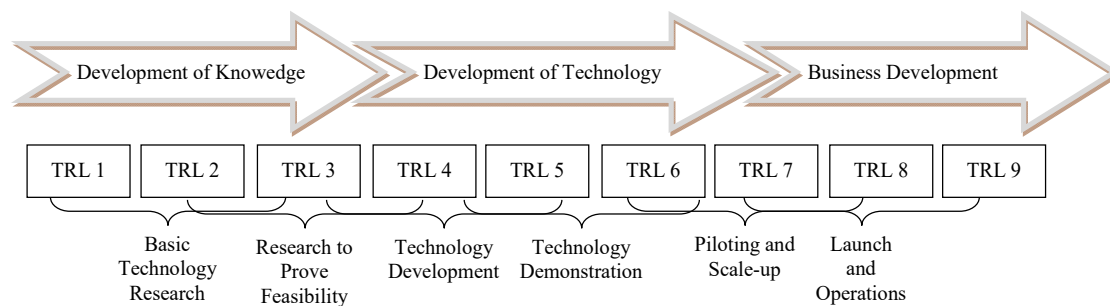 Development of Knowedge
Development of Technology
Business Development
TRL 1
TRL 2
TRL 3
TRL 4
TRL 5
TRL 6
TRL 7
TRL 8
TRL 9
Basic
Technology
Research
Research to
Prove
Feasibility
Technology
Development
Technology
Demonstration
Piloting and
Scale-up
Launch
and
Operations